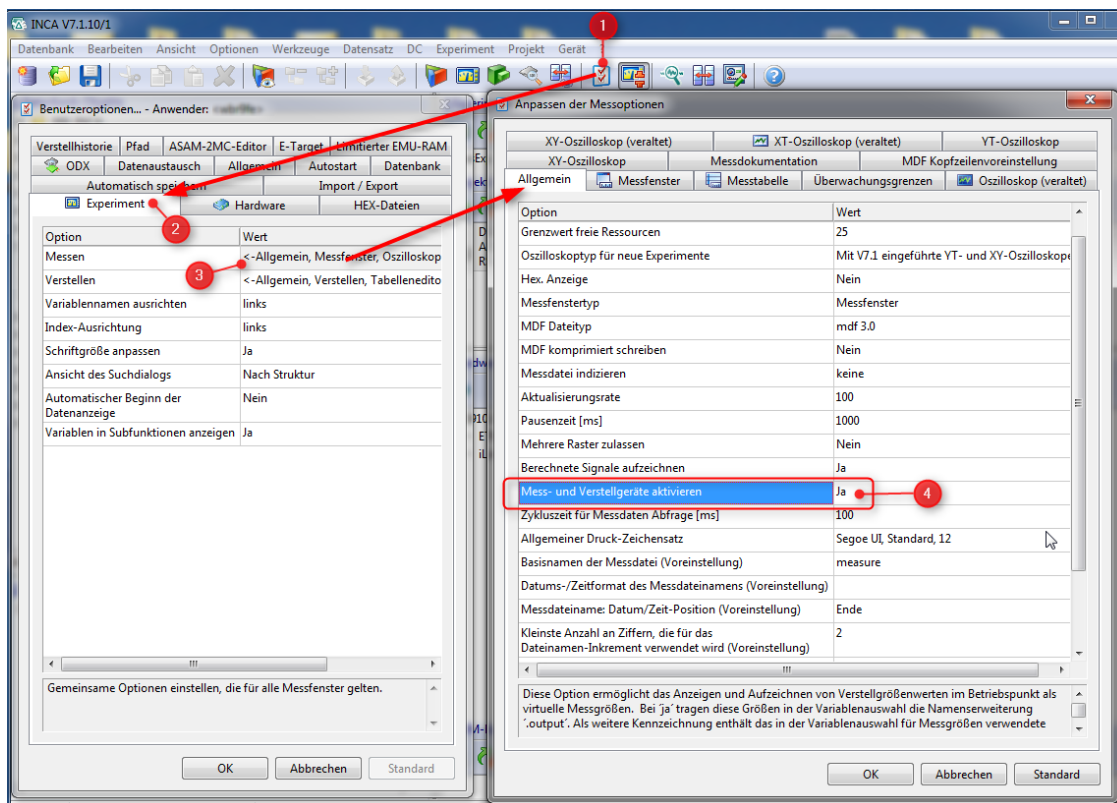 INCA V7.1.10/1
Datenbank Bearbeiten Ansicht Optionen Werkzeuge Datensatz DC Experiment Projekt Gerät ?
1
Benutzeroptionen... - Anwender:
Verstellhistorie Pfad ASAM-2MC-Editor E-Target Limitierter EMU-RAM
ODX Datenaustausch Allgemein Autostart Datenbank
Automatisch speichern Import / Export
Experiment Hardware HEX-Dateien
2
Option Wert
Messen <-Allgemein, Messfenster, Oszilloskop
3
Verstellen <-Allgemein, Verstellen, Tabellenedito
Variablennamen ausrichten links
Index-Ausrichtung links
Schriftgröße anpassen Ja
Ansicht des Suchdialogs Nach Struktur
Automatischer Beginn der Nein
Datenanzeige
Variablen in Subfunktionen anzeigen Ja
Gemeinsame Optionen einstellen, die für alle Messfenster gelten.
OK Abbrechen Standard
Anpassen der Messoptionen
XY-Oszilloskop (veraltet) XT-Oszilloskop (veraltet) YT-Oszilloskop
XY-Oszilloskop Messdokumentation MDF Kopfzeilenvoreinstellung
Allgemein Messfenster Messtabelle Überwachungsgrenzen Oszilloskop (veraltet)
Option Wert
Grenzwert freie Ressourcen 25
Oszilloskoptyp für neue Experimente Mit V7.1 eingeführte YT- und XY-Oszilloskope
Hex. Anzeige Nein
Messfenstertyp Messfenster
MDF Dateityp mdf 3.0
MDF komprimiert schreiben Nein
Messdatei indizieren keine
Aktualisierungsrate 100
Pausenzeit [ms] 1000
Mehrere Raster zulassen Nein
Berechnete Signale aufzeichnen Ja
Mess- und Verstellgeräte aktivieren Ja
4
Zykluszeit für Messdaten Abfrage [ms] 100
Allgemeiner Druck-Zeichensatz Segoe UI, Standard, 12
Basisnamen der Messdatei (Voreinstellung) measure
Datums-/Zeitformat des Messdateinamens (Voreinstellung)
Messdateiname: Datum/Zeit-Position (Voreinstellung) Ende
Kleinste Anzahl an Ziffern, die für das 2
Dateinamen-Inkrement verwendet wird (Voreinstellung)
Diese Option ermöglicht das Anzeigen und Aufzeichnen von Verstellgrößenwerten im Betriebspunkt als
virtuelle Messgrößen. Bei ´ja´ tragen diese Größen in der Variablenauswahl die Namenserweiterung
´.output´. Als weitere Kennzeichnung enthält das in der Variablenauswahl für Messgrößen verwendete
OK Abbrechen Standard